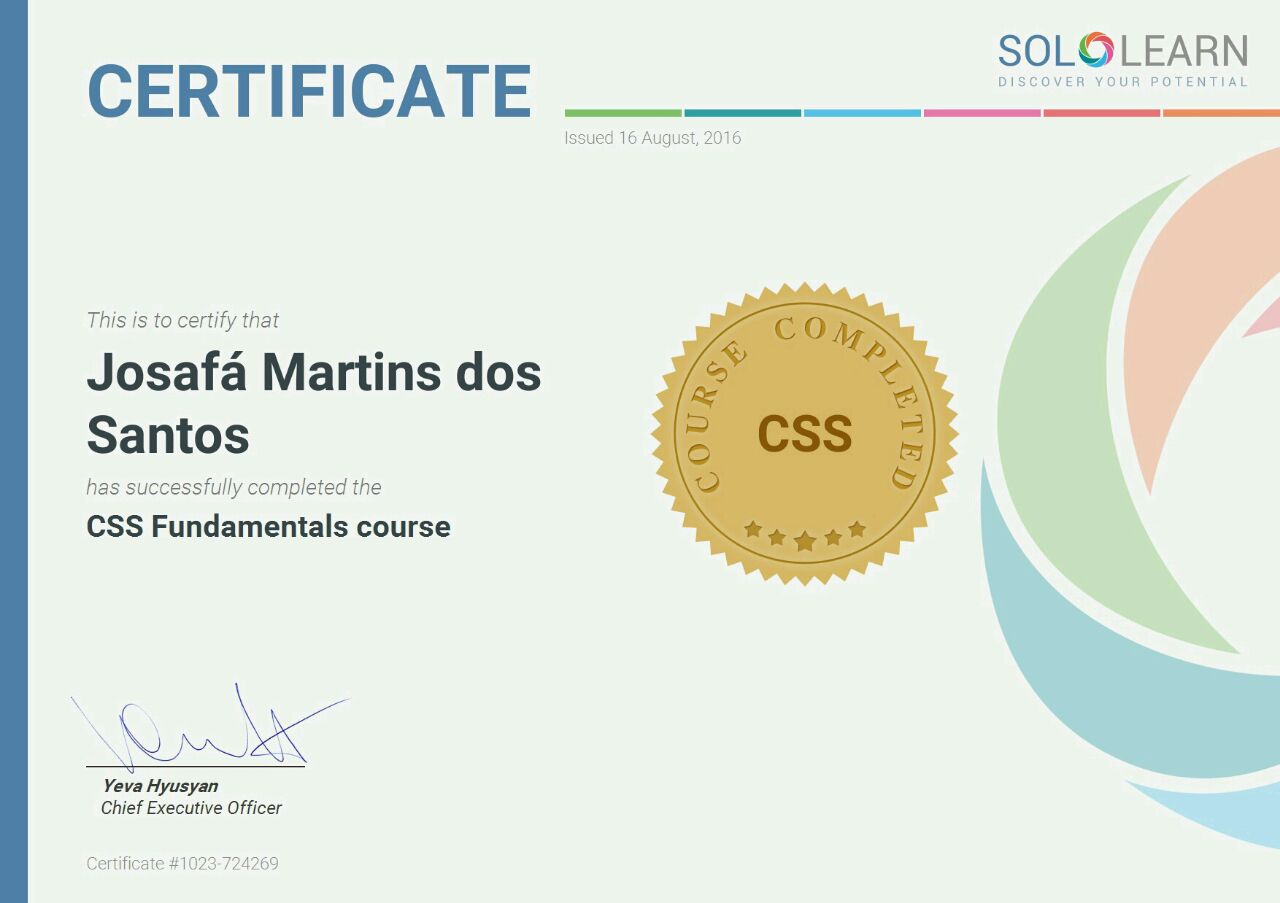 CERTIFICATE
SOLOLEARN
DISCOVER YOUR POTENTIAL
Issued 16 August, 2016
This is to certify that
Josafá Martins dos
Santos
has successfully completed the
CSS Fundamentals course
COURSE COMPLETED
CSS
Yeva Hyusyan
Chief Executive Officer
Certificate #1023-724269